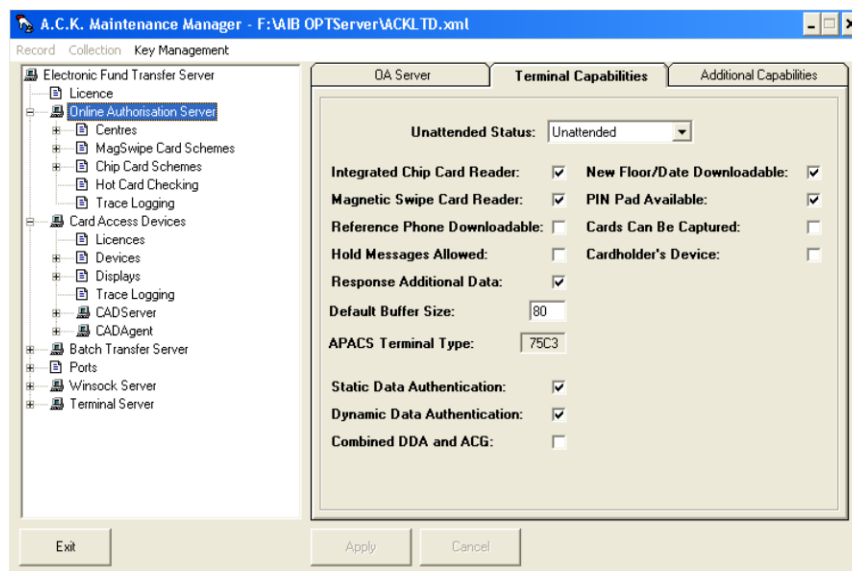 A.C.K. Maintenance Manager - F:\AIB OPTServer\ACKLTD.xml
Record Collection Key Management
Electronic Fund Transfer Server
Licence
Online Authorisation Server
Centres
MagSwipe Card Schemes
Chip Card Schemes
Hot Card Checking
Trace Logging
Card Access Devices
Licences
Devices
Displays
Trace Logging
CADServer
CADAgent
Batch Transfer Server
Ports
Winsock Server
Terminal Server
OA Server Terminal Capabilities Additional Capabilities
Unattended Status: Unattended
Integrated Chip Card Reader: New Floor/Date Downloadable:
Magnetic Swipe Card Reader: PIN Pad Available:
Reference Phone Downloadable: Cards Can Be Captured:
Hold Messages Allowed: Cardholder's Device:
Response Additional Data:
Default Buffer Size: 80
APACS Terminal Type: 75C3
Static Data Authentication:
Dynamic Data Authentication:
Combined DDA and ACG:
Exit Apply Cancel